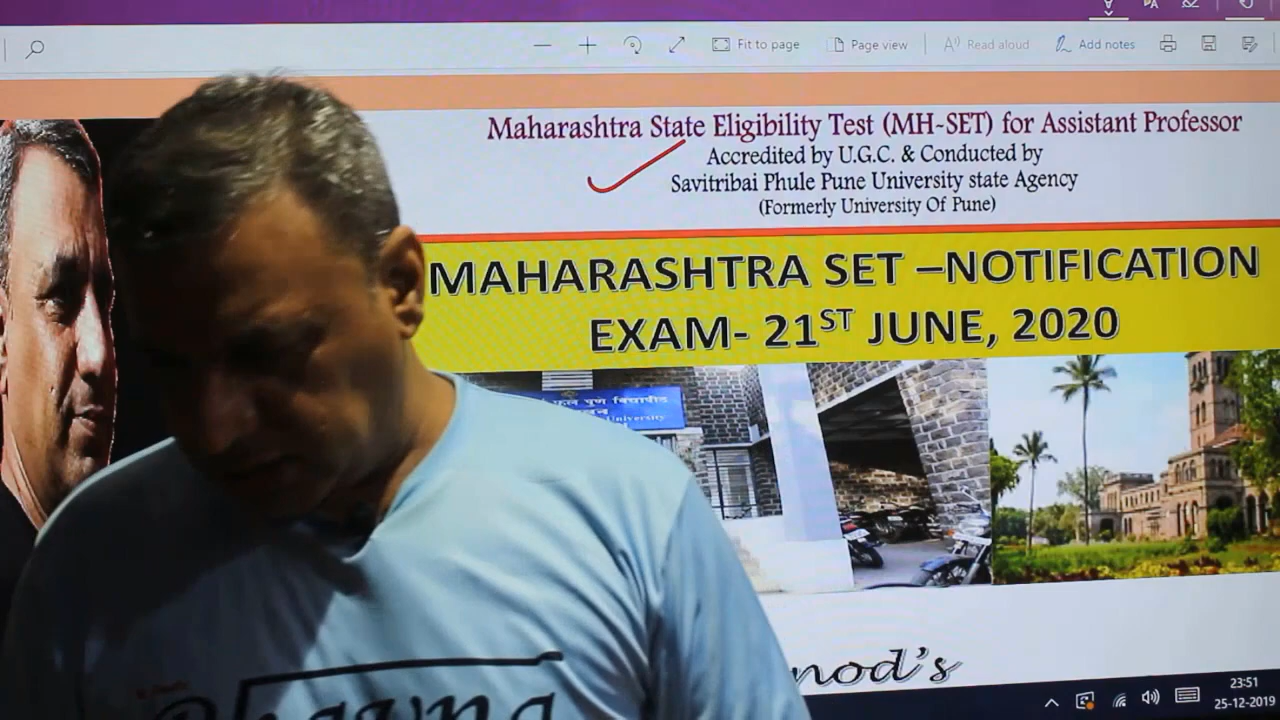 Fit to page
Page view
Read aloud
Add notes
Maharashtra State Eligibility Test (MH-SET) for Assistant Professor
Accredited by U.G.C. & Conducted by
Savitribai Phule Pune University state Agency
(Formerly University Of Pune)
MAHARASHTRA SET –NOTIFICATION
EXAM- 21ST JUNE, 2020
पुणे विद्यापीठ
University
nod's
23:51
25-12-2019